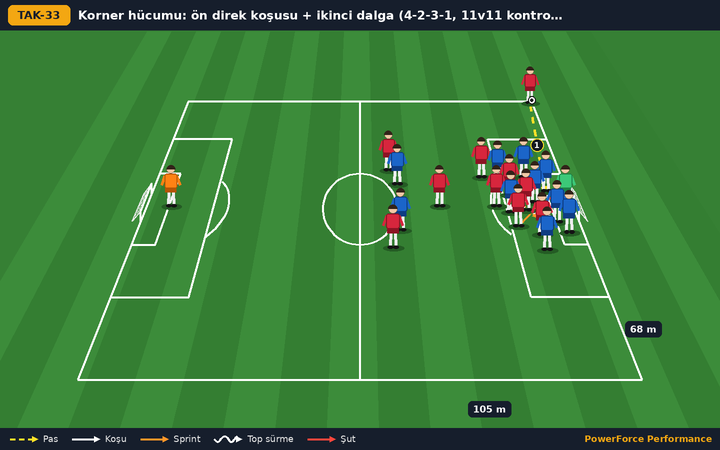 TAK-33 Korner hücumu: ön direk koşusu + ikinci dalga (4-2-3-1, 11v11 kontro...
1
68 m
105 m
Pas Koşu Sprint Top sürme Şut PowerForce Performance